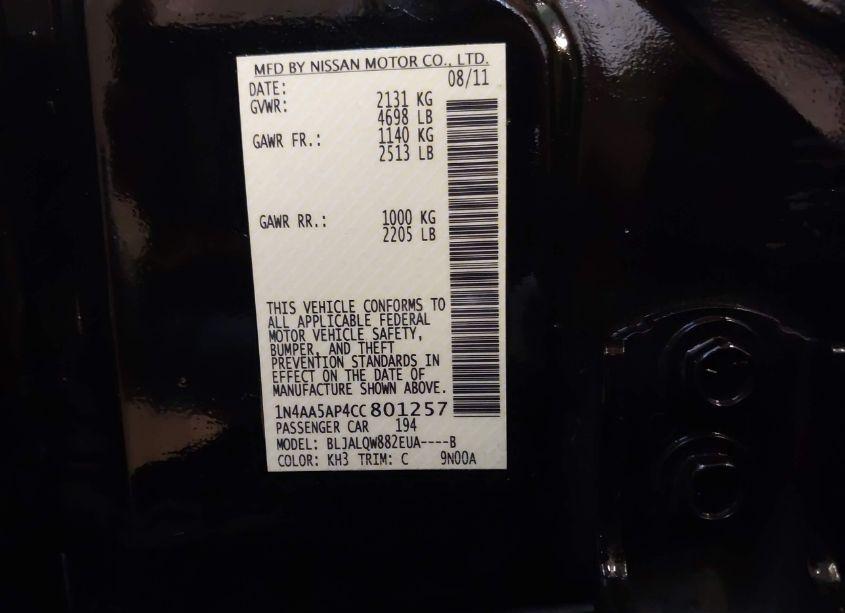 MFD BY NISSAN MOTOR CO., LTD.
DATE: 08/11
GVWR: 2131 KG
4698 LB
GAWR FR.: 1140 KG
2513 LB
GAWR RR.: 1000 KG
2205 LB
THIS VEHICLE CONFORMS TO
ALL APPLICABLE FEDERAL
MOTOR VEHICLE SAFETY,
BUMPER, AND THEFT
PREVENTION STANDARDS IN
EFFECT ON THE DATE OF
MANUFACTURE SHOWN ABOVE.
1N4AA5AP4CC801257
PASSENGER CAR 194
MODEL: BLJALQW882EUA----B
COLOR: KH3 TRIM: C 9N00A